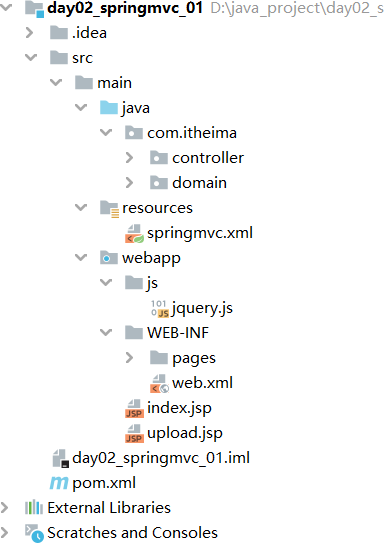 day02_springmvc_01 D:\java_project\day02_s
.idea
src
main
java
com.itheima
controller
domain
resources
springmvc.xml
webapp
js
jquery.js
WEB-INF
pages
web.xml
index.jsp
upload.jsp
day02_springmvc_01.iml
pom.xml
External Libraries
Scratches and Consoles